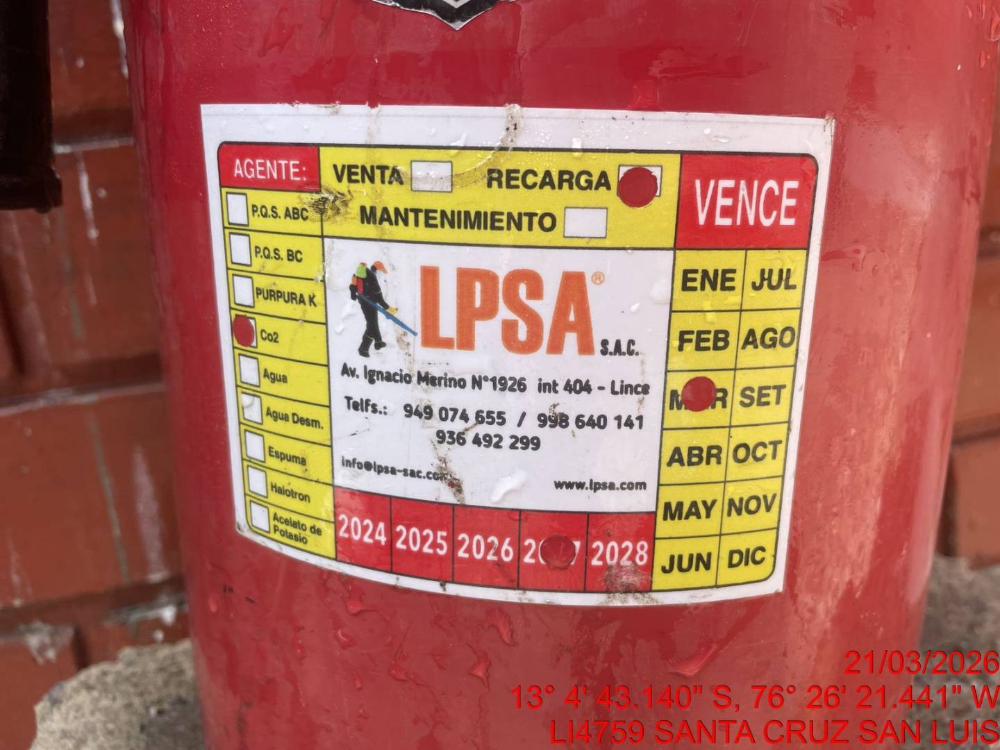 AGENTE:
VENTA
RECARGA
MANTENIMIENTO
VENCE
P.Q.S. ABC
P.Q.S. BC
PURPURA K
Co2
Agua
Agua Desm.
Espuma
Halotron
Acelato de
Potasio
LPSA®
S.A.C.
Av. Ignacio Merino N°1926 int 404 - Lince
Telfs.: 949 074 655 / 998 640 141
936 492 299
info@lpsa-sac.com
www.lpsa.com
2024 2025 2026 2028
ENE JUL
FEB AGO
SET
ABR OCT
MAY NOV
JUN DIC
21/03/2026
13° 4' 43.140" S, 76° 26' 21.441" W
LI4759 SANTA CRUZ SAN LUIS